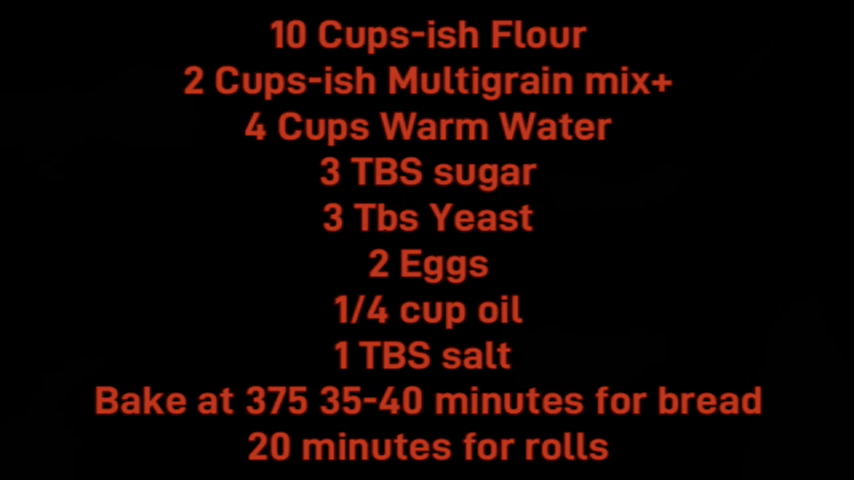 10 Cups-ish Flour
2 Cups-ish Multigrain mix+
4 Cups Warm Water
3 TBS sugar
3 Tbs Yeast
2 Eggs
1/4 cup oil
1 TBS salt
Bake at 375 35-40 minutes for bread
20 minutes for rolls